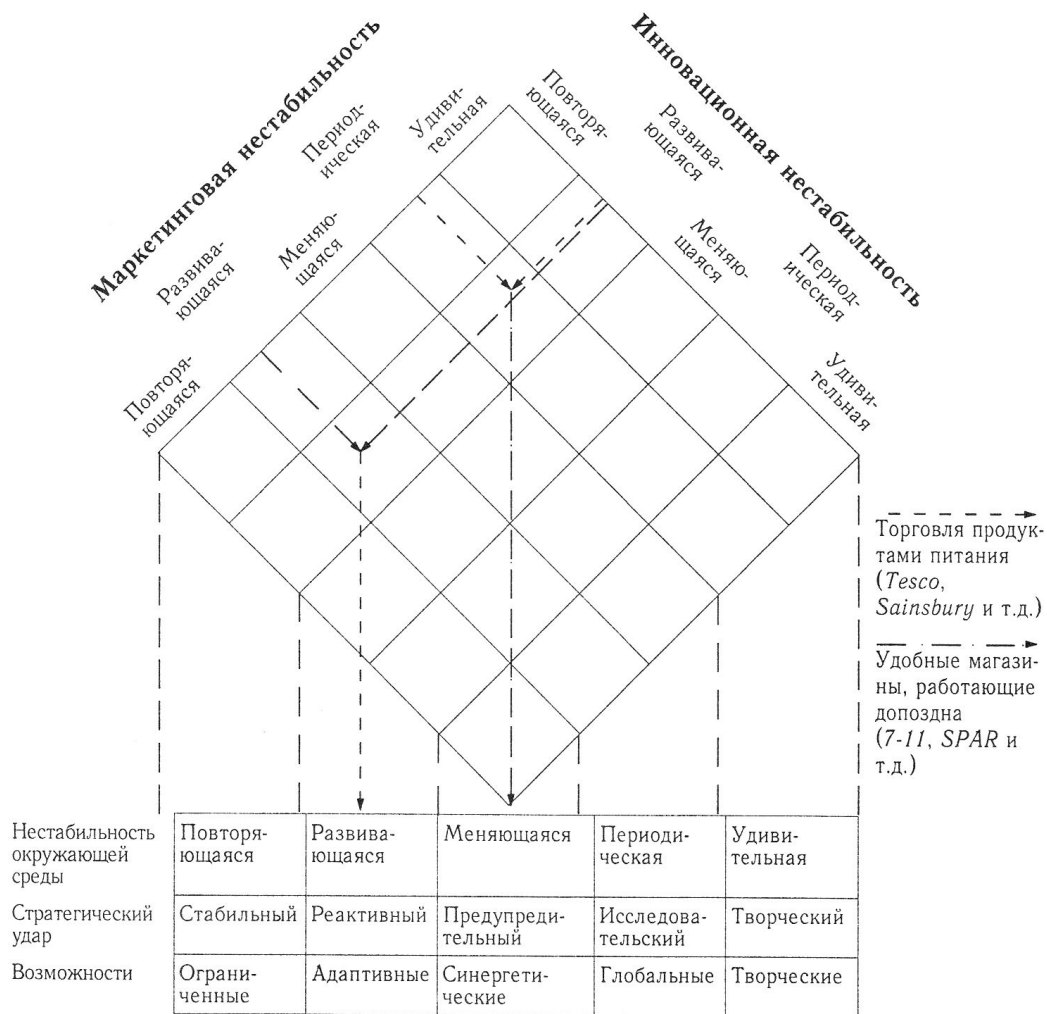 Маркетинговая нестабильность
Инновационная нестабильность
Повторя-
ющаяся
Развива-
ющаяся
Меняю-
щаяся
Период-
ическая
Удиви-
тельная
Повторя-
ющаяся
Развива-
ющаяся
Меняю-
щаяся
Период-
ическая
Удиви-
тельная
Торговля продук-
тами питания
(Tesco,
Sainsbury и т.д.)
Удобные магази-
ны, работающие
допоздна
(7-11, SPAR и
т.д.)
Нестабильность
окружающей
среды
Повторя-
ющаяся
Развива-
ющаяся
Меняющаяся
Периоди-
ческая
Удиви-
тельная
Стратегический
удар
Стабильный
Реактивный
Предупреди-
тельный
Исследова-
тельский
Творческий
Возможности
Ограни-
ченные
Адаптивные
Синергети-
ческие
Глобальные
Творческие